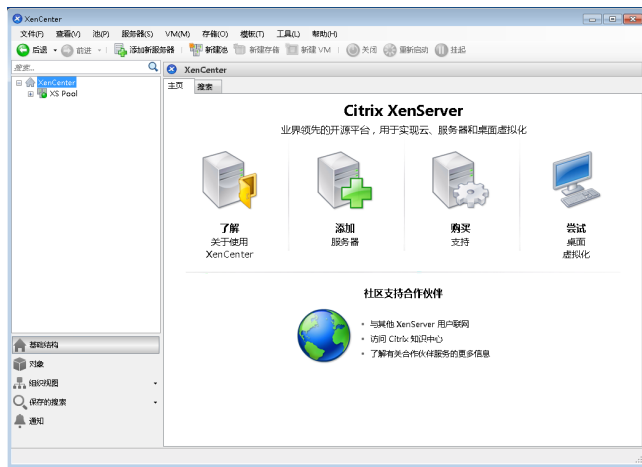 XenCenter
文件(F) 查看(V) 池(P) 服务器(S) VM(M) 存储(O) 模板(T) 工具(L) 帮助(H)
后退 前进 添加新服务器 新建池 新建存储 新建 VM 关闭 重新启动 挂起
搜索...
XenCenter
XenCenter
XS Pool
主页 搜索
Citrix XenServer
业界领先的开源平台，用于实现云、服务器和桌面虚拟化
了解
关于使用
XenCenter
添加
服务器
购买
支持
尝试
桌面
虚拟化
社区支持合作伙伴
• 与其他 XenServer 用户联网
• 访问 Citrix 知识中心
• 了解有关合作伙伴服务的更多信息
基础结构
对象
组织视图
保存的搜索
通知